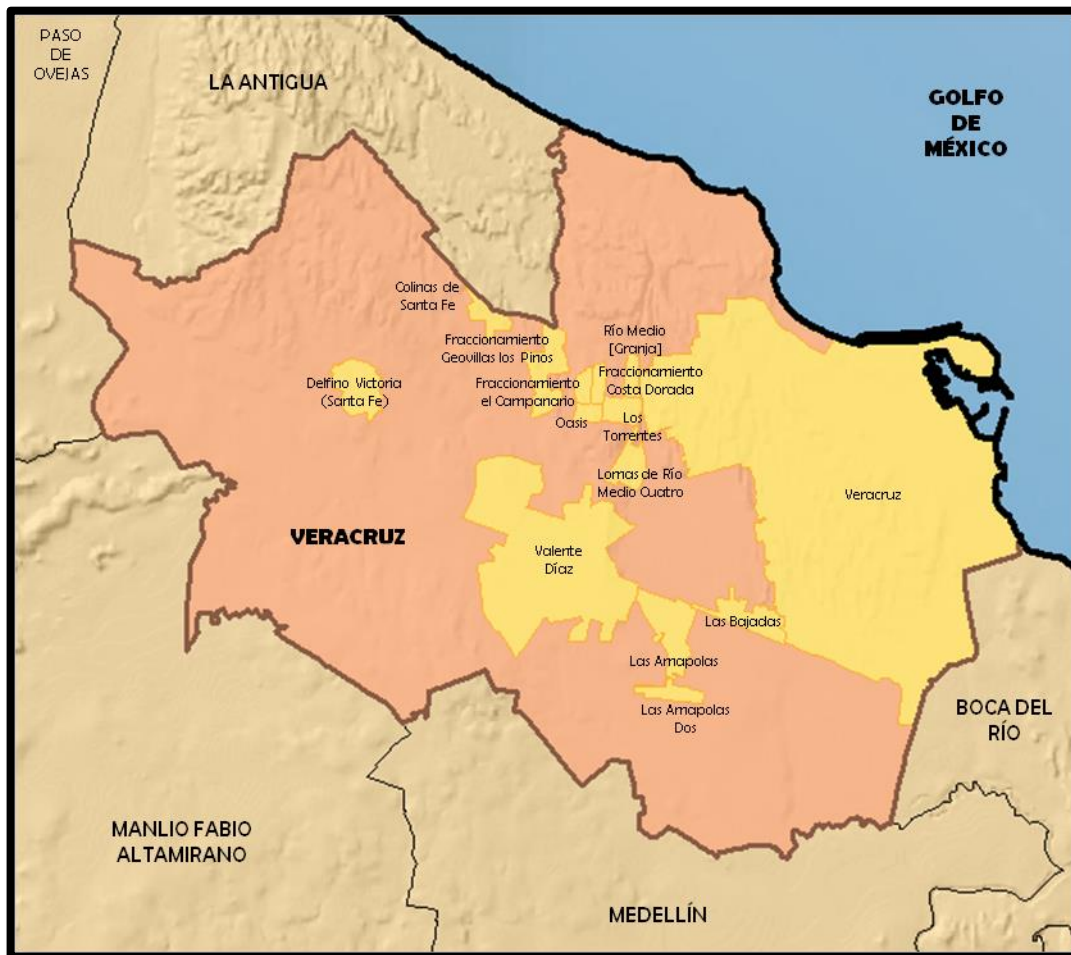 PASO
DE
OVEJAS
LA ANTIGUA
GOLFO
DE
MÉXICO
Colinas de
Santa Fe
Fraccionamiento
Geovillas los Pinos
Río Medio
[Granja]
Delfino Victoria
(Santa Fe)
Fraccionamiento
el Campanario
Fraccionamiento
Costa Dorada
Oasis
Los
Torrentes
Lomas de Río
Medio Cuatro
Veracruz
VERACRUZ
Valente
Díaz
Las Bajadas
Las Amapolas
Las Amapolas
Dos
BOCA DEL
RÍO
MANLIO FABIO
ALTAMIRANO
MEDELLÍN